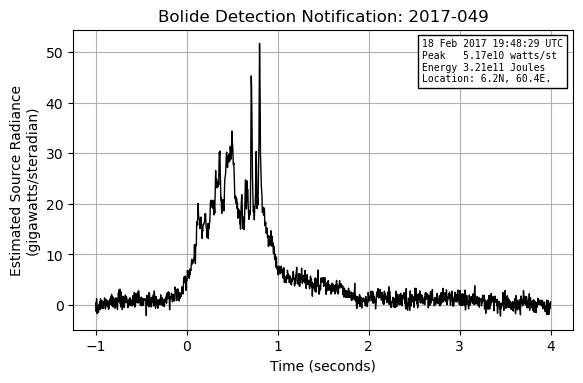 Bolide Detection Notification: 2017-049
18 Feb 2017 19:48:29 UTC
Peak   5.17e10 watts/st
Energy 3.21e11 Joules
Location: 6.2N, 60.4E.
Estimated Source Radiance
(gigawatts/steradian)
50
40
30
20
10
0
−1
0
1
2
3
4
Time (seconds)